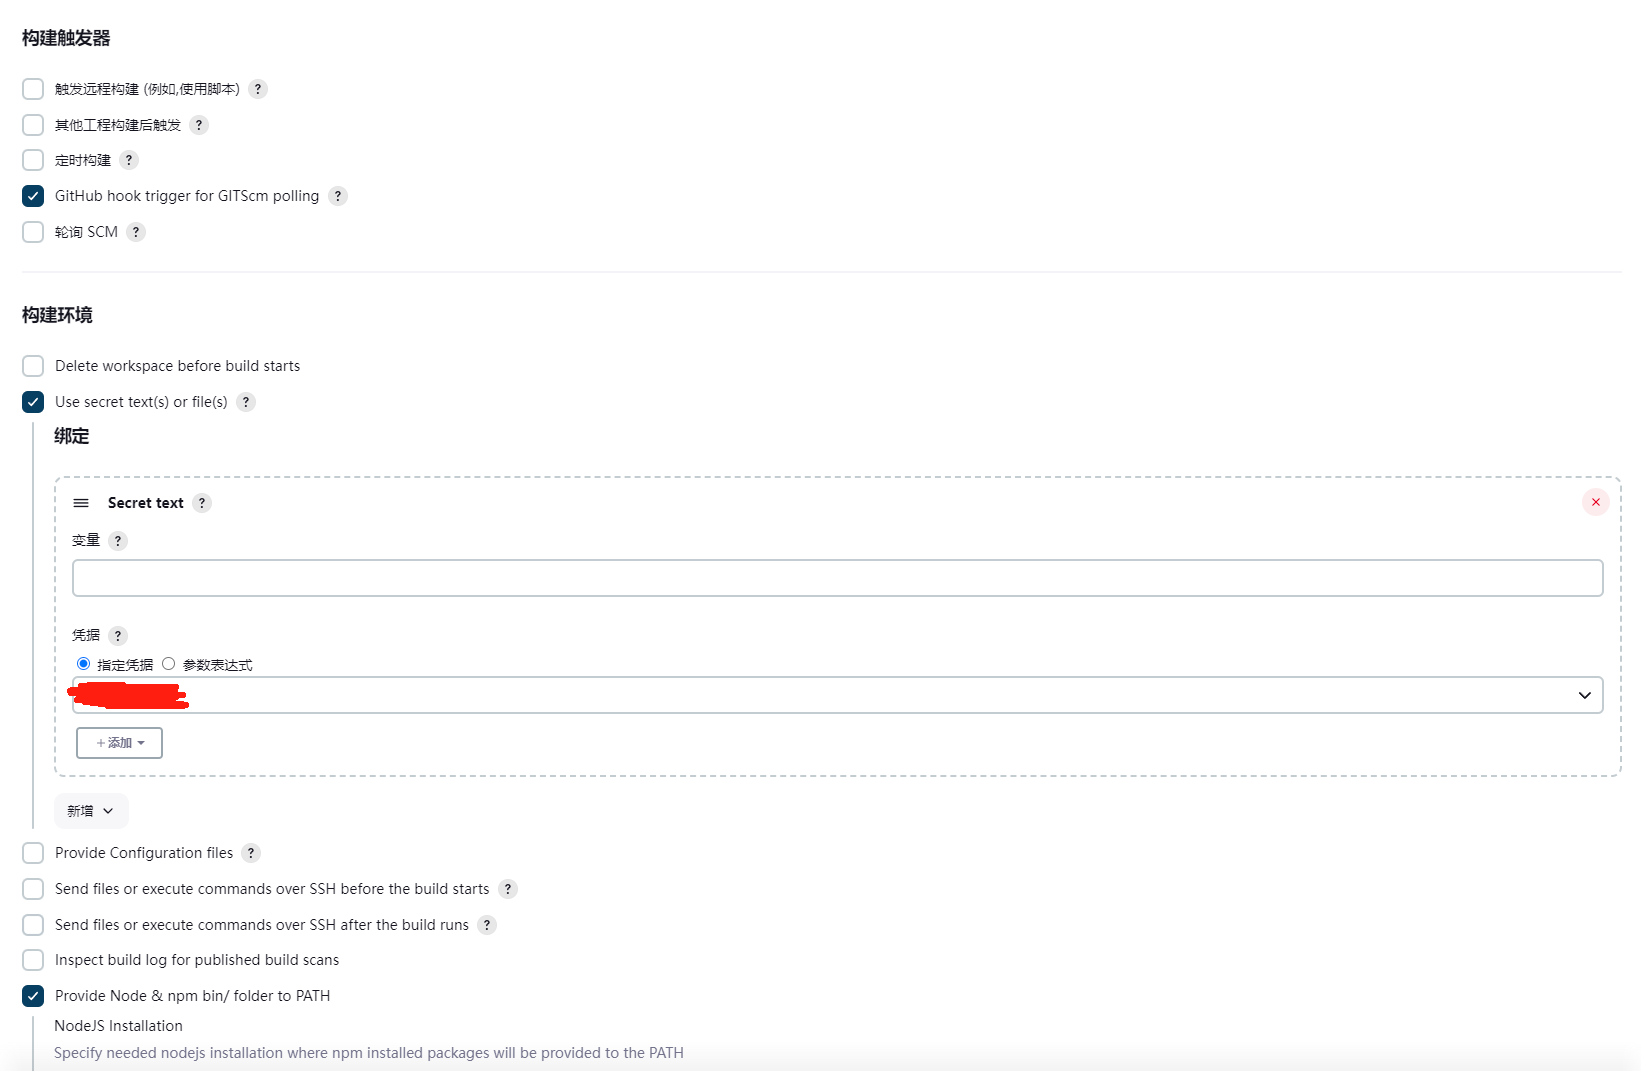 构建触发器
触发远程构建 (例如,使用脚本) ?
其他工程构建后触发 ?
定时构建 ?
GitHub hook trigger for GITScm polling ?
轮询 SCM ?
构建环境
Delete workspace before build starts
Use secret text(s) or file(s) ?
绑定
Secret text ?
变量 ?
凭据 ?
指定凭据 参数表达式
+添加
新增
Provide Configuration files ?
Send files or execute commands over SSH before the build starts ?
Send files or execute commands over SSH after the build runs ?
Inspect build log for published build scans
Provide Node & npm bin/ folder to PATH
NodeJS Installation
Specify needed nodejs installation where npm installed packages will be provided to the PATH